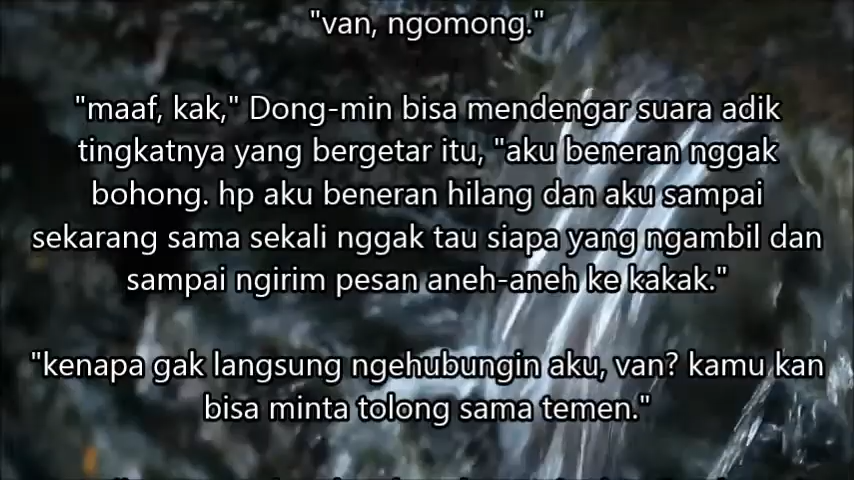 "van, ngomong."
"maaf, kak," Dong-min bisa mendengar suara adik
tingkatnya yang bergetar itu, "aku beneran nggak
bohong. hp aku beneran hilang dan aku sampai
sekarang sama sekali nggak tau siapa yang ngambil dan
sampai ngirim pesan aneh-aneh ke kakak."
"kenapa gak langsung ngehubungin aku, van? kamu kan
bisa minta tolong sama temen."